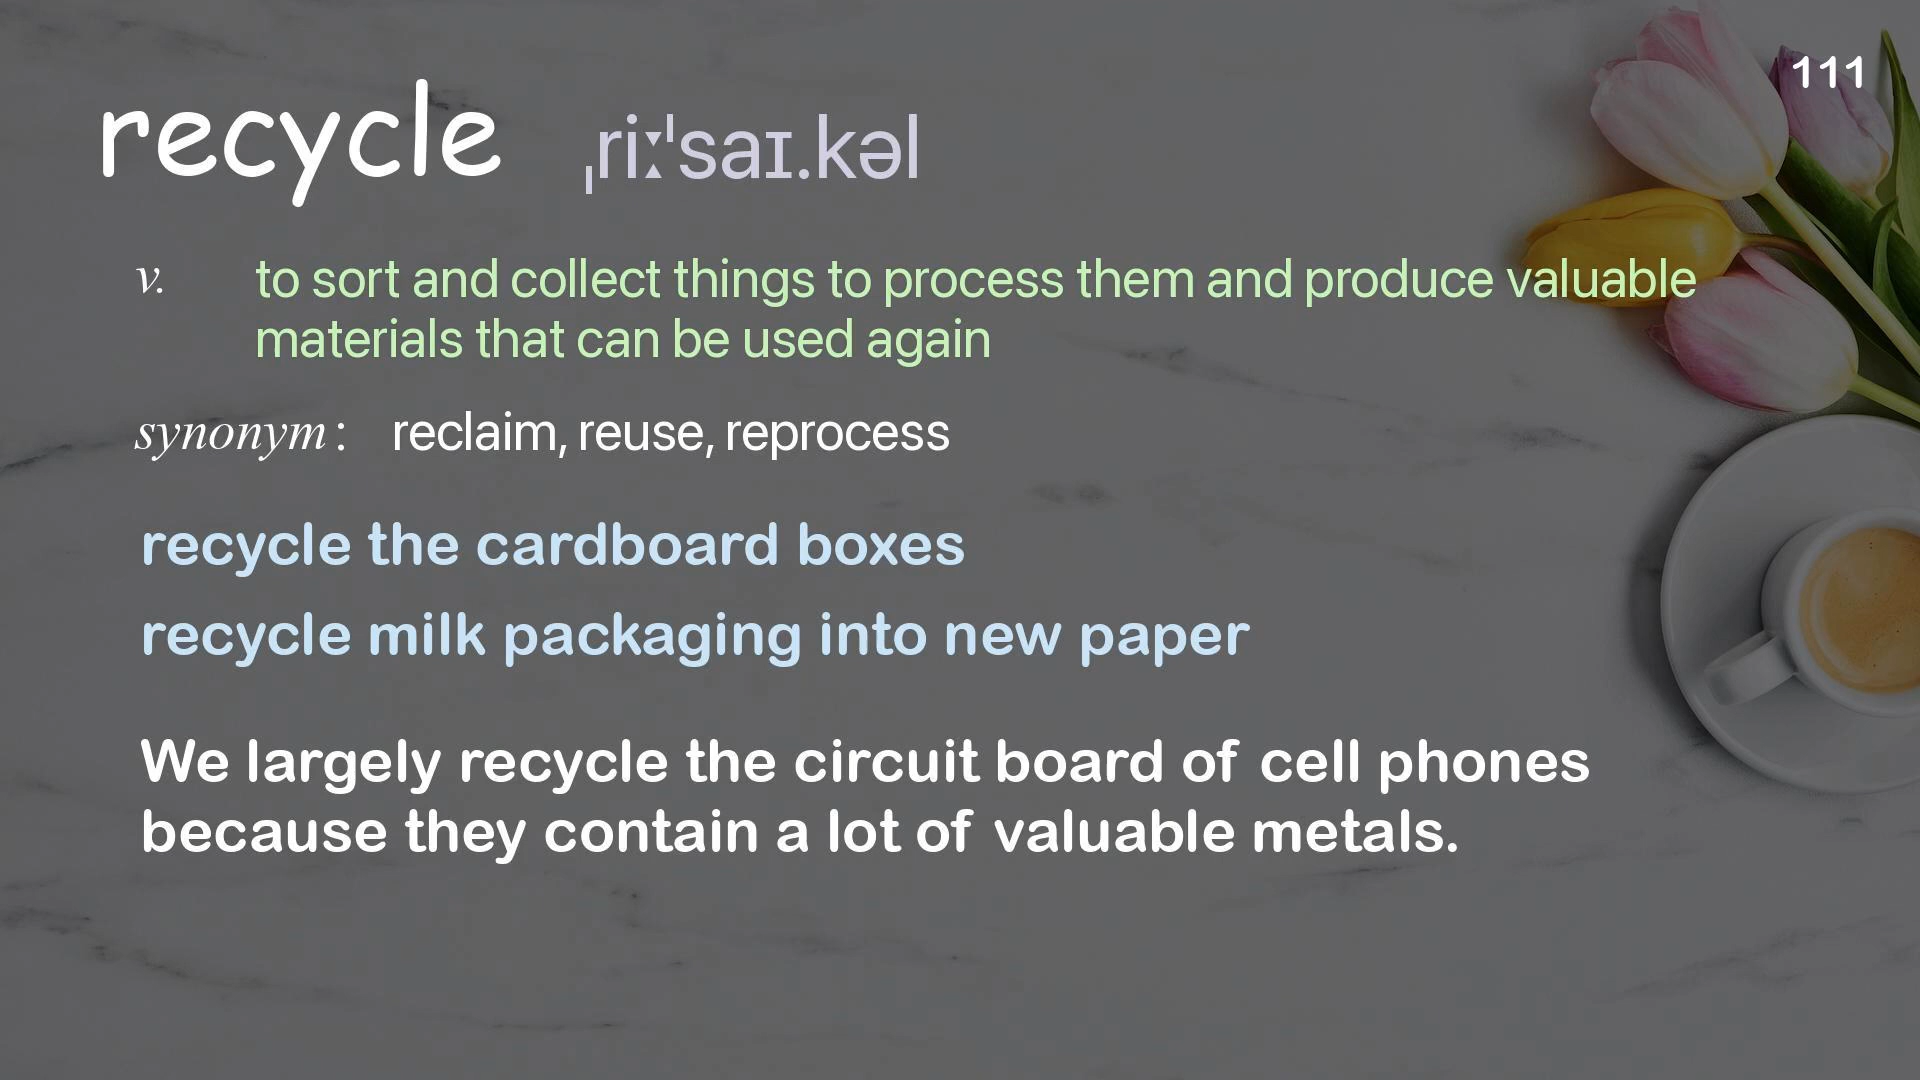 111
recycle ˌriːˈsaɪ.kəl
v. to sort and collect things to process them and produce valuable
materials that can be used again
synonym : reclaim, reuse, reprocess
recycle the cardboard boxes
recycle milk packaging into new paper
We largely recycle the circuit board of cell phones
because they contain a lot of valuable metals.